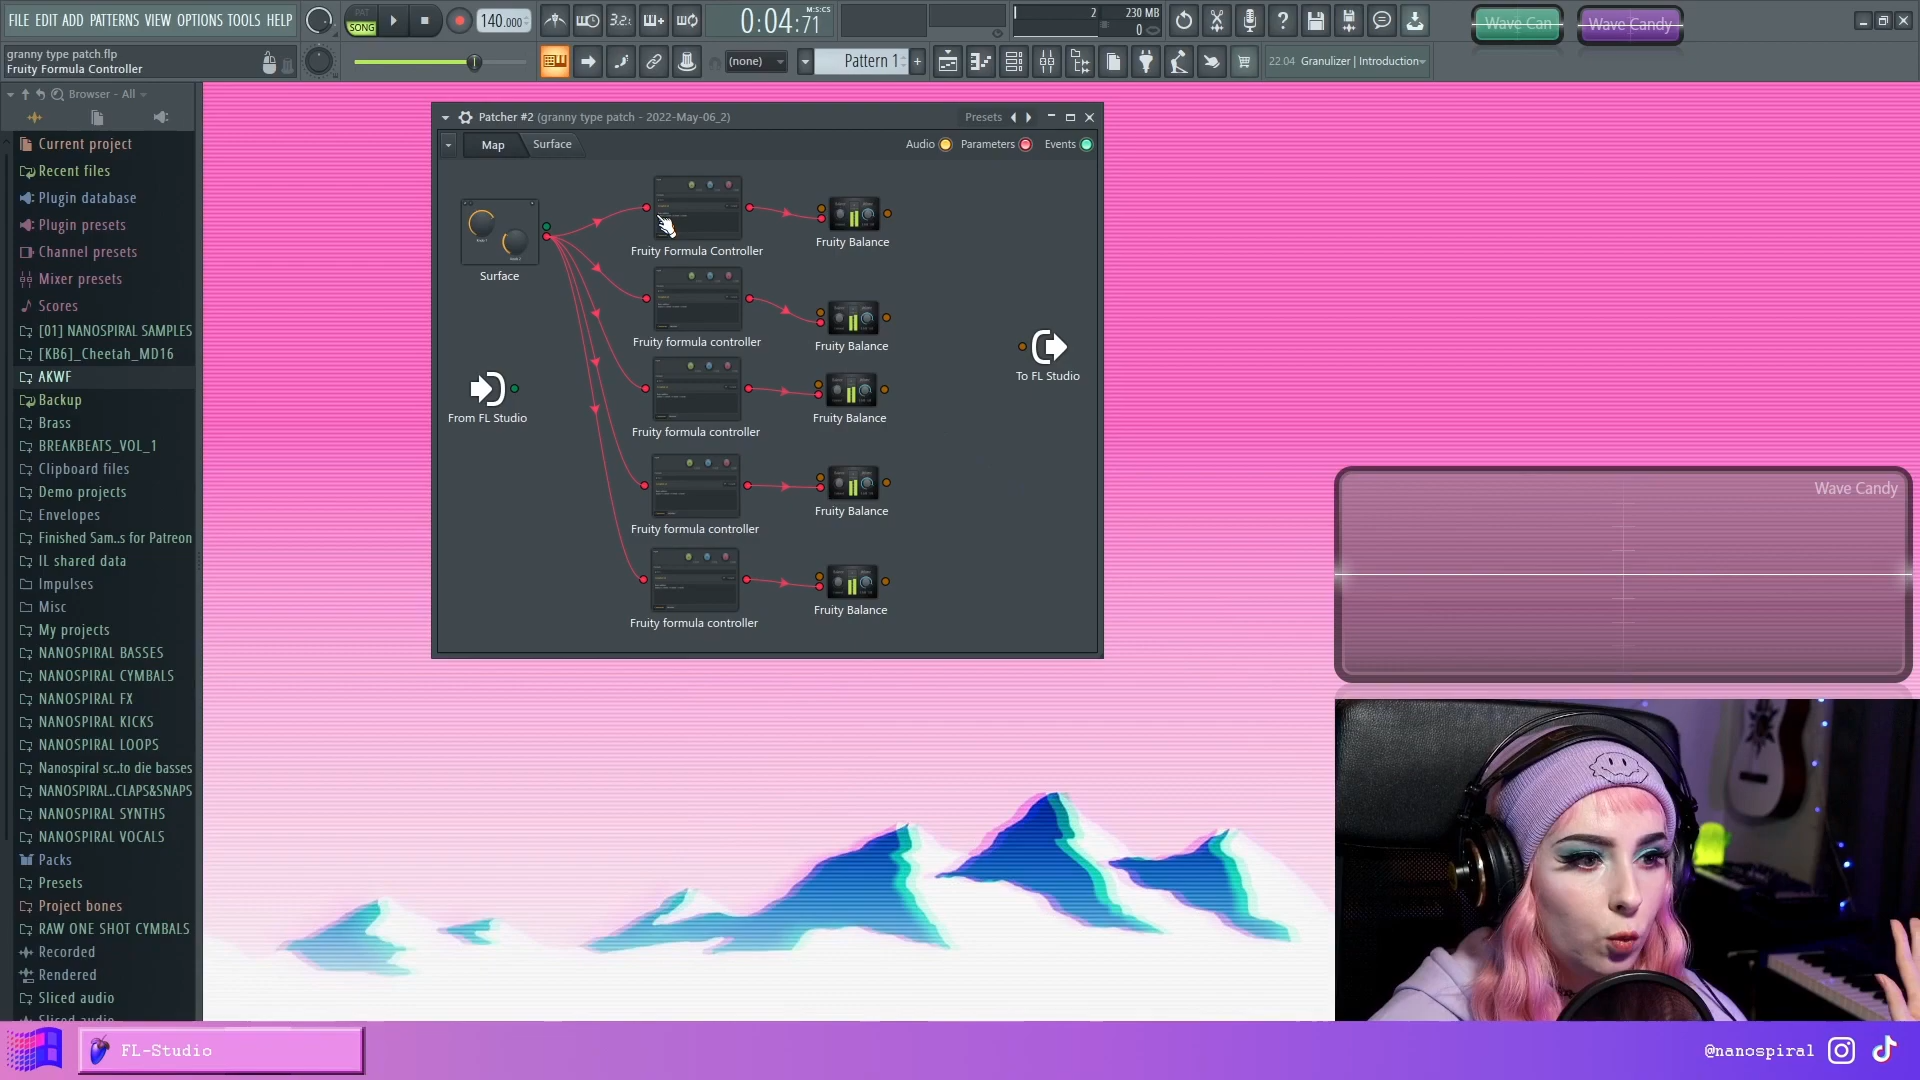 FILE EDIT ADD PATTERNS VIEW OPTIONS TOOLS HELP
PAT
SONG
140.000
3.2.
0:04:71
M:S:CS
2
230 MB
0
Wave Can
Wave Candy
granny type patch.flp
Fruity Formula Controller
(none)
Pattern 1
22.04 Granulizer | Introduction
Browser - All
Current project
Recent files
Plugin database
Plugin presets
Channel presets
Mixer presets
Scores
[01] NANOSPIRAL SAMPLES
[KB6]_Cheetah_MD16
AKWF
Backup
Brass
BREAKBEATS_VOL_1
Clipboard files
Demo projects
Envelopes
Finished Sam..s for Patreon
IL shared data
Impulses
Misc
My projects
NANOSPIRAL BASSES
NANOSPIRAL CYMBALS
NANOSPIRAL FX
NANOSPIRAL KICKS
NANOSPIRAL LOOPS
Nanospiral sc..to die basses
NANOSPIRAL..CLAPS&SNAPS
NANOSPIRAL SYNTHS
NANOSPIRAL VOCALS
Packs
Presets
Project bones
RAW ONE SHOT CYMBALS
Recorded
Rendered
Sliced audio
Sliced audio
Patcher #2 (granny type patch - 2022-May-06_2)
Presets
Map
Surface
Audio
Parameters
Events
Surface
From FL Studio
Fruity Formula Controller
Fruity Balance
Fruity formula controller
Fruity Balance
Fruity formula controller
Fruity Balance
Fruity formula controller
Fruity Balance
Fruity formula controller
Fruity Balance
To FL Studio
Wave Candy
FL-Studio
@nanospiral